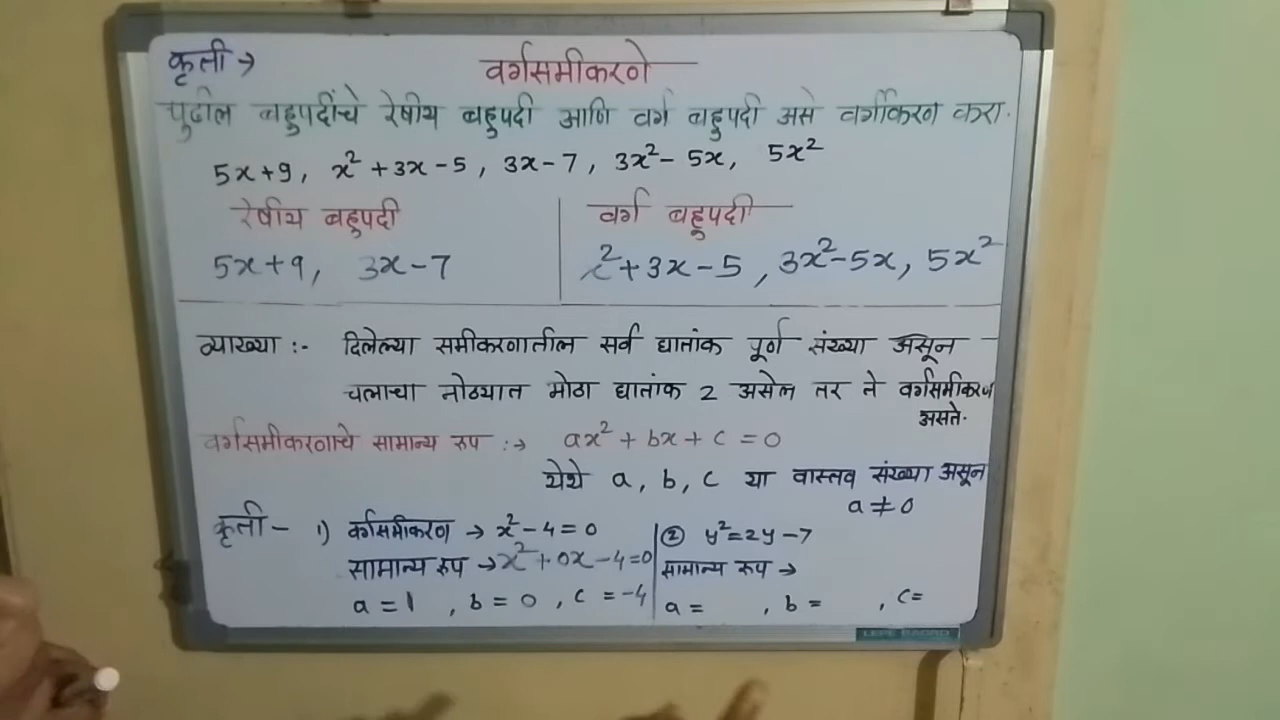 कृती →
वर्गसमीकरणे
पुढील बहुपदींचे रेषीय बहुपदी आणि वर्ग बहुपदी असे वर्गीकरण करा.
5x+9, x²+3x-5, 3x-7, 3x²-5x, 5x²
रेषीय बहुपदी
5x+9, 3x-7
वर्ग बहुपदी
x²+3x-5, 3x²-5x, 5x²
व्याख्या :- दिलेल्या समीकरणातील सर्व घातांक पूर्ण संख्या असून
चलाचा जास्तीत मोठा घातांक 2 असेल तर ते वर्गसमीकरण
असते.
वर्गसमीकरणाचे सामान्य रूप :→ ax²+bx+c=0
येथे a, b, c या वास्तव संख्या असून
a≠0
कृती - 1) वर्गसमीकरण → x²-4=0
सामान्य रूप → x²+0x-4=0
a=1, b=0, c=-4
② y²=2y-7
सामान्य रूप →
a= , b= , c=